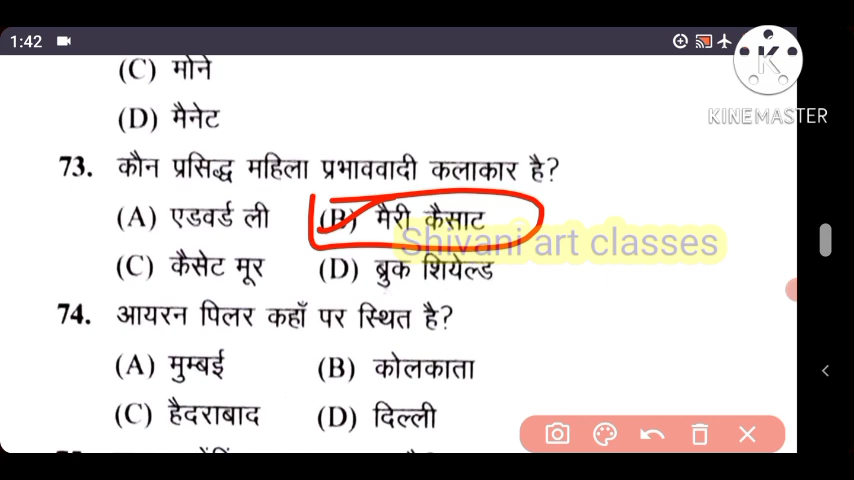 1:42
KINEMASTER
(C) मोने
(D) मैनेट
73. कौन प्रसिद्ध महिला प्रभाववादी कलाकार है?
(A) एडवर्ड ली (B) मैरी कैसाट
Shivani art classes
(C) कैसेट मूर (D) ब्रुक शियेल्ड
74. आयरन पिलर कहाँ पर स्थित है?
(A) मुम्बई (B) कोलकाता
(C) हैदराबाद (D) दिल्ली